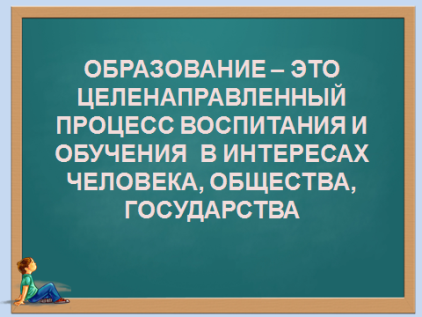 ОБРАЗОВАНИЕ – ЭТО
ЦЕЛЕНАПРАВЛЕННЫЙ
ПРОЦЕСС ВОСПИТАНИЯ И
ОБУЧЕНИЯ В ИНТЕРЕСАХ
ЧЕЛОВЕКА, ОБЩЕСТВА,
ГОСУДАРСТВА